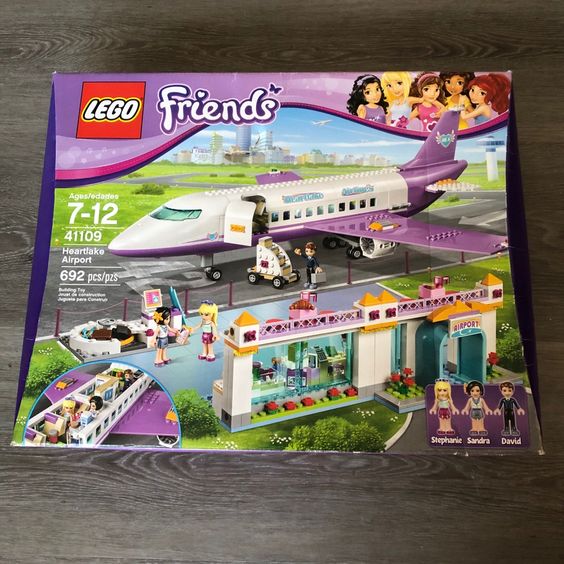 LEGO
Friends
Ages/edades
7-12
41109
Heartlake
Airport
692 pcs/pzs
Building Toy
Jouet de construction
Juguete para Construir
AIRPORT
Stephanie
Sandra
David